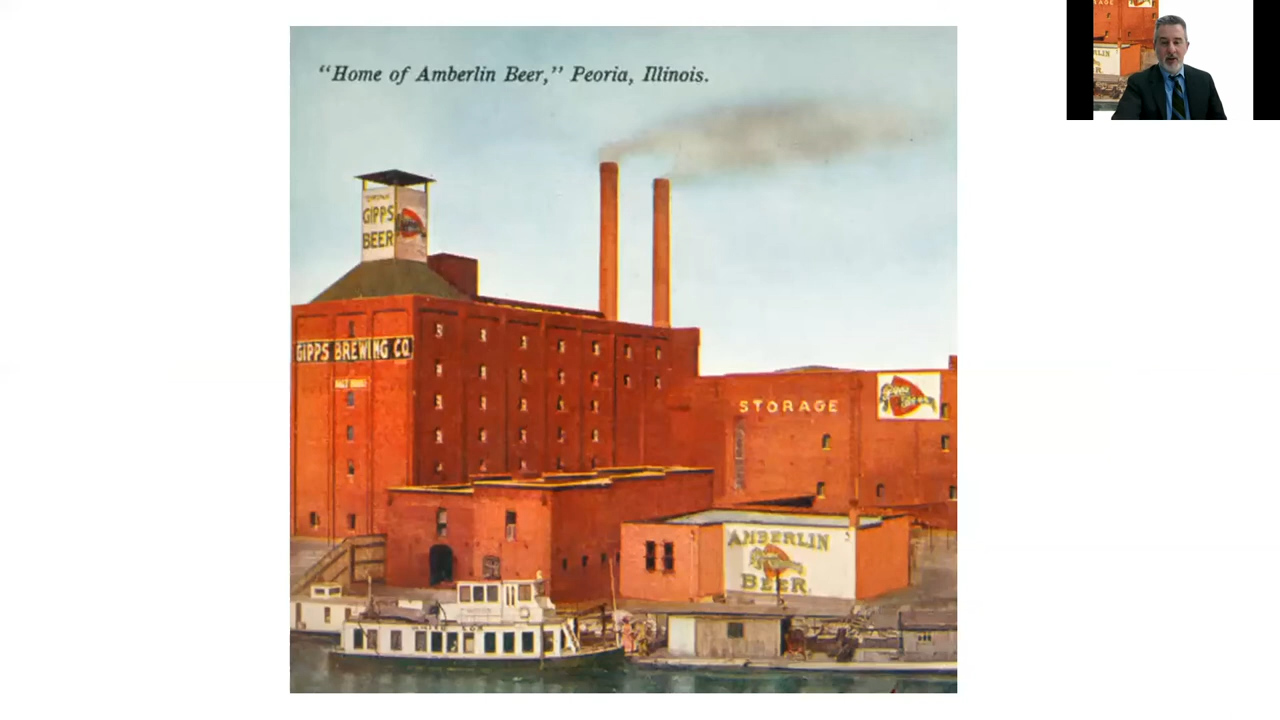 "Home of Amberlin Beer," Peoria, Illinois.
GIPPS
BEER
GIPPS BREWING CO.
STORAGE
AMBERLIN
BEER